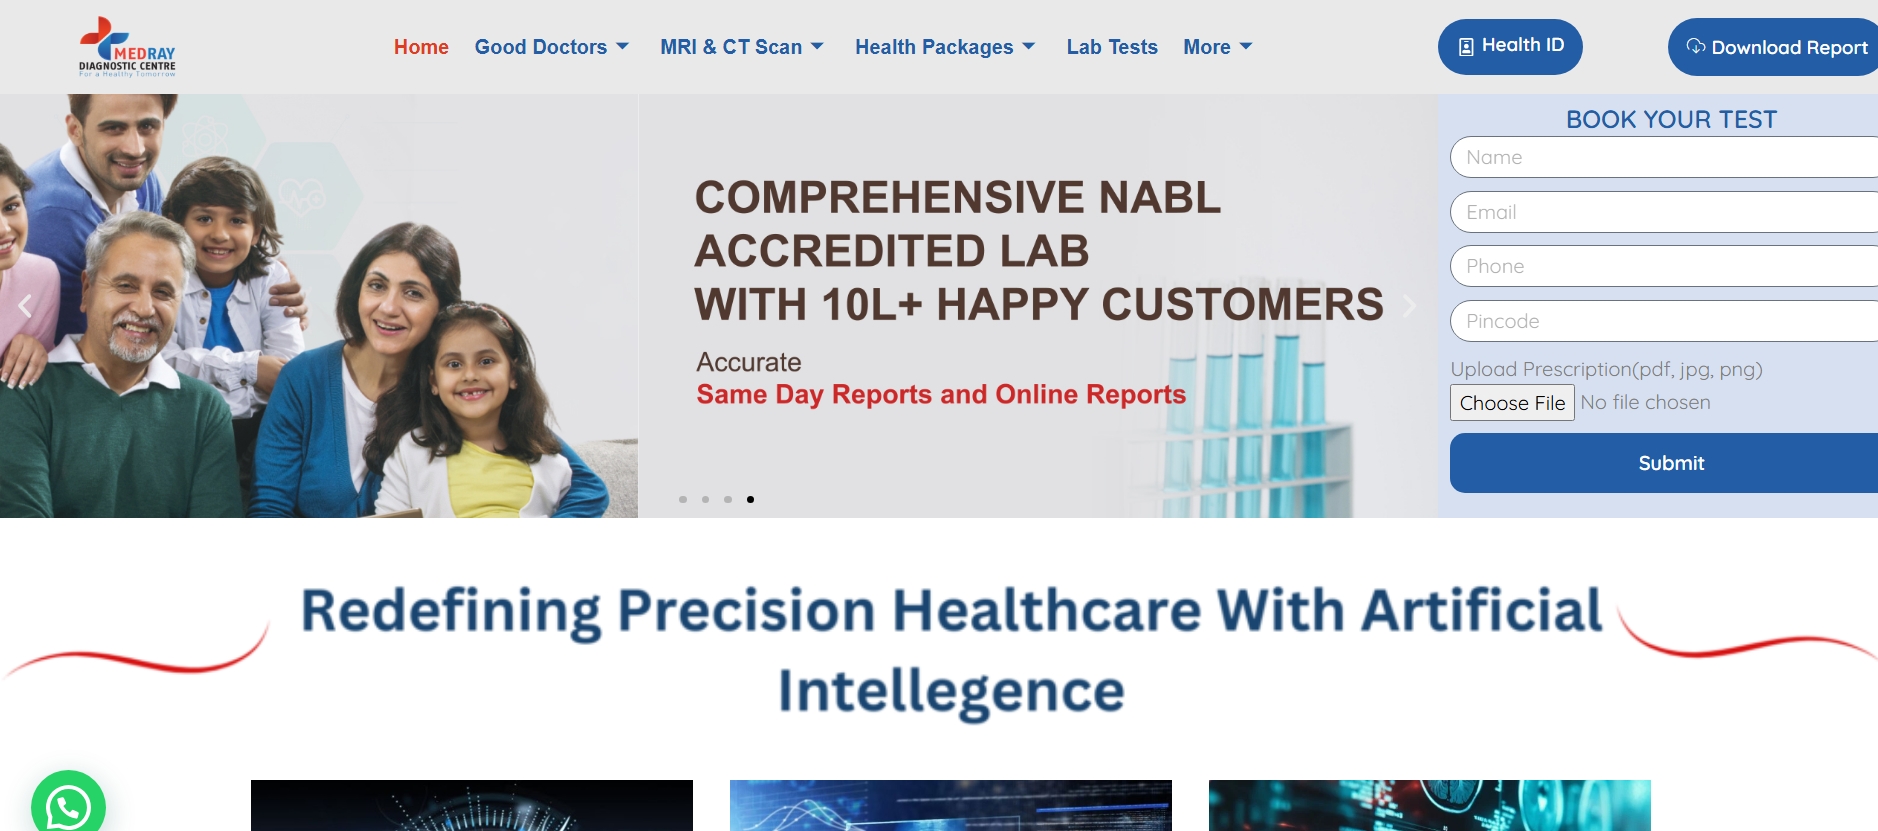 MEDRAY
DIAGNOSTIC CENTRE
For a Healthy Tomorrow
Home
Good Doctors
MRI & CT Scan
Health Packages
Lab Tests
More
Health ID
Download Report
COMPREHENSIVE NABL
ACCREDITED LAB
WITH 10L+ HAPPY CUSTOMERS
Accurate
Same Day Reports and Online Reports
BOOK YOUR TEST
Name
Email
Phone
Pincode
Upload Prescription(pdf, jpg, png)
Choose File No file chosen
Submit
Redefining Precision Healthcare With Artificial
Intellegence